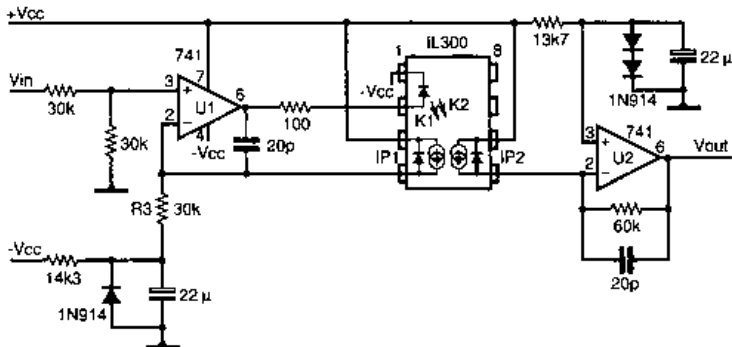 +Vcc
iL300
1
8
13k7
22 µ
1N914
741
Vin
3
7
+
6
U1
30k
100
-Vcc
K2
K1
2
-
4
-Vcc
20p
30k
IP1
IP2
3
741
+
6
Vout
U2
2
-
R3
30k
60k
20p
-Vcc
14k3
1N914
22 µ